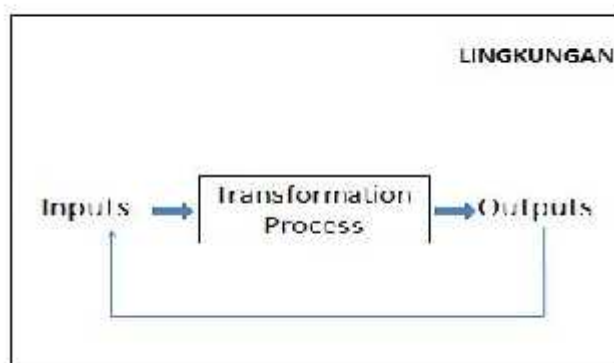 LINGKUNGAN
Inputs
Transformation
Process
Outputs